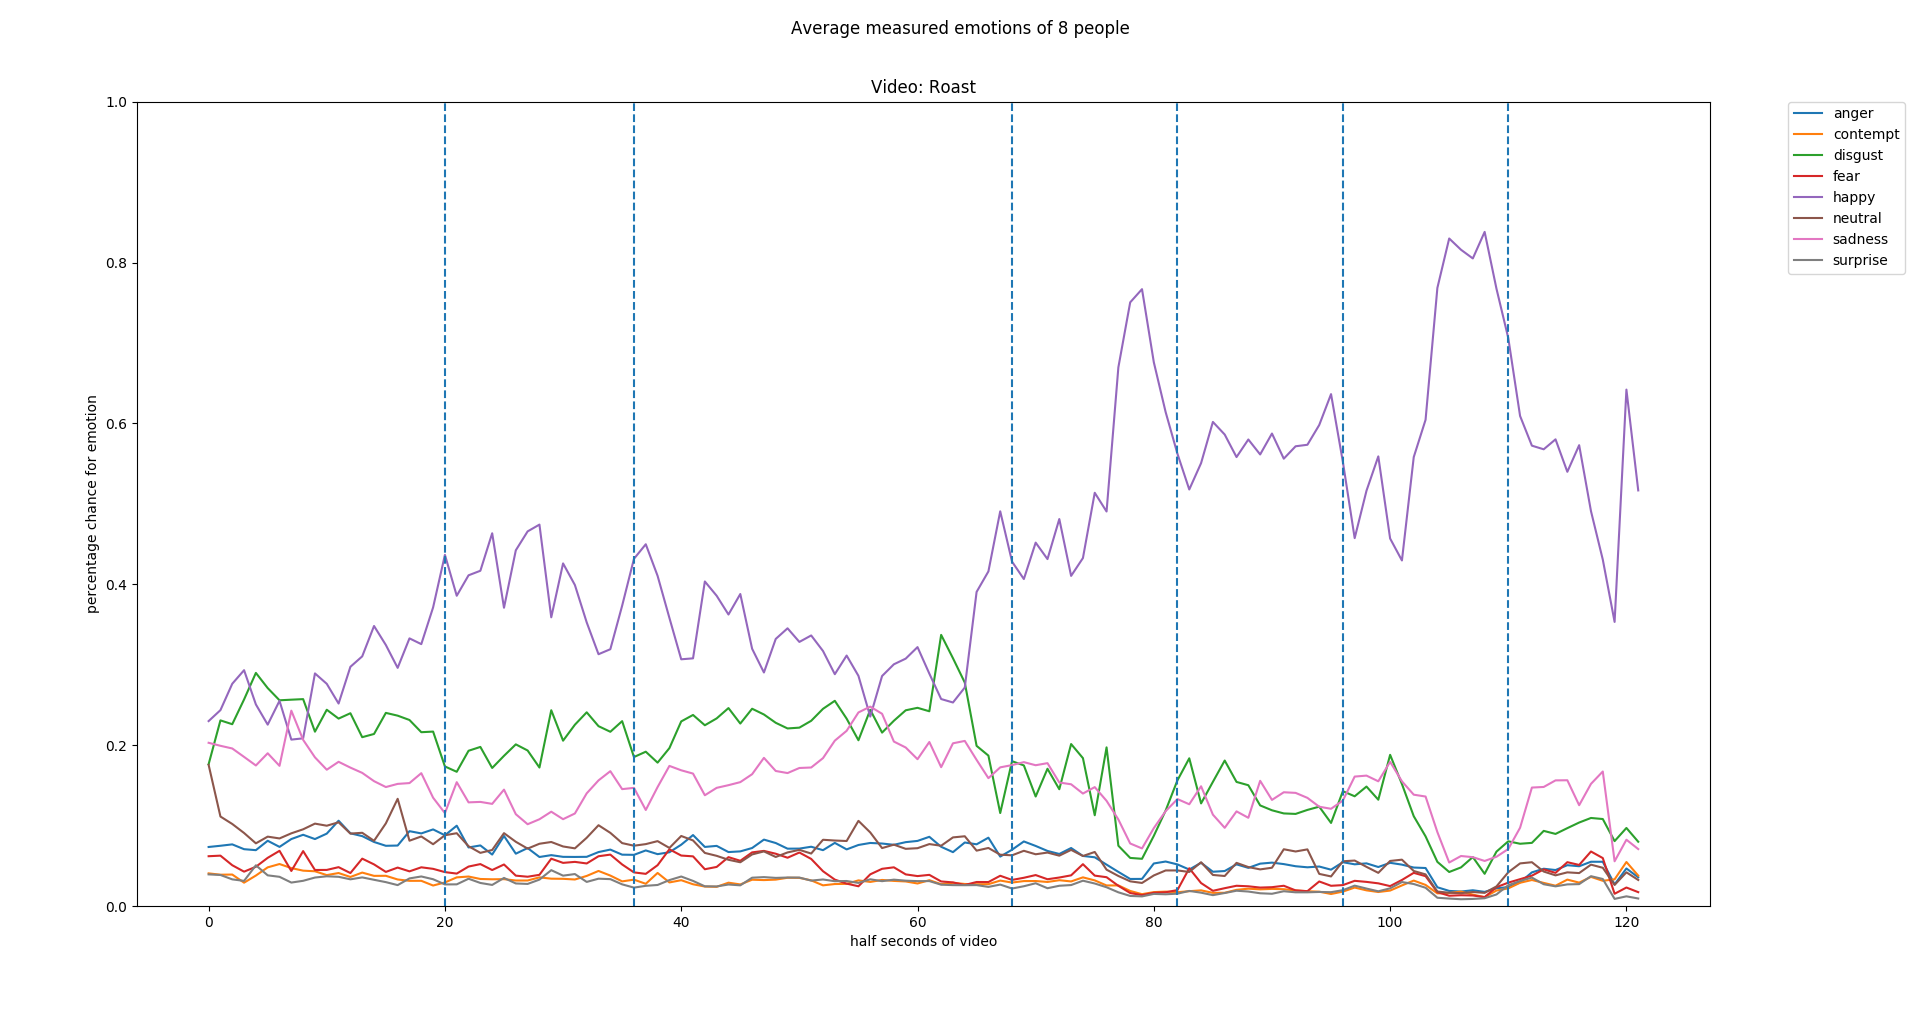 Average measured emotions of 8 people
Video: Roast
1.0
0.8
0.6
0.4
0.2
0.0
percentage chance for emotion
0
20
40
60
80
100
120
half seconds of video
anger
contempt
disgust
fear
happy
neutral
sadness
surprise